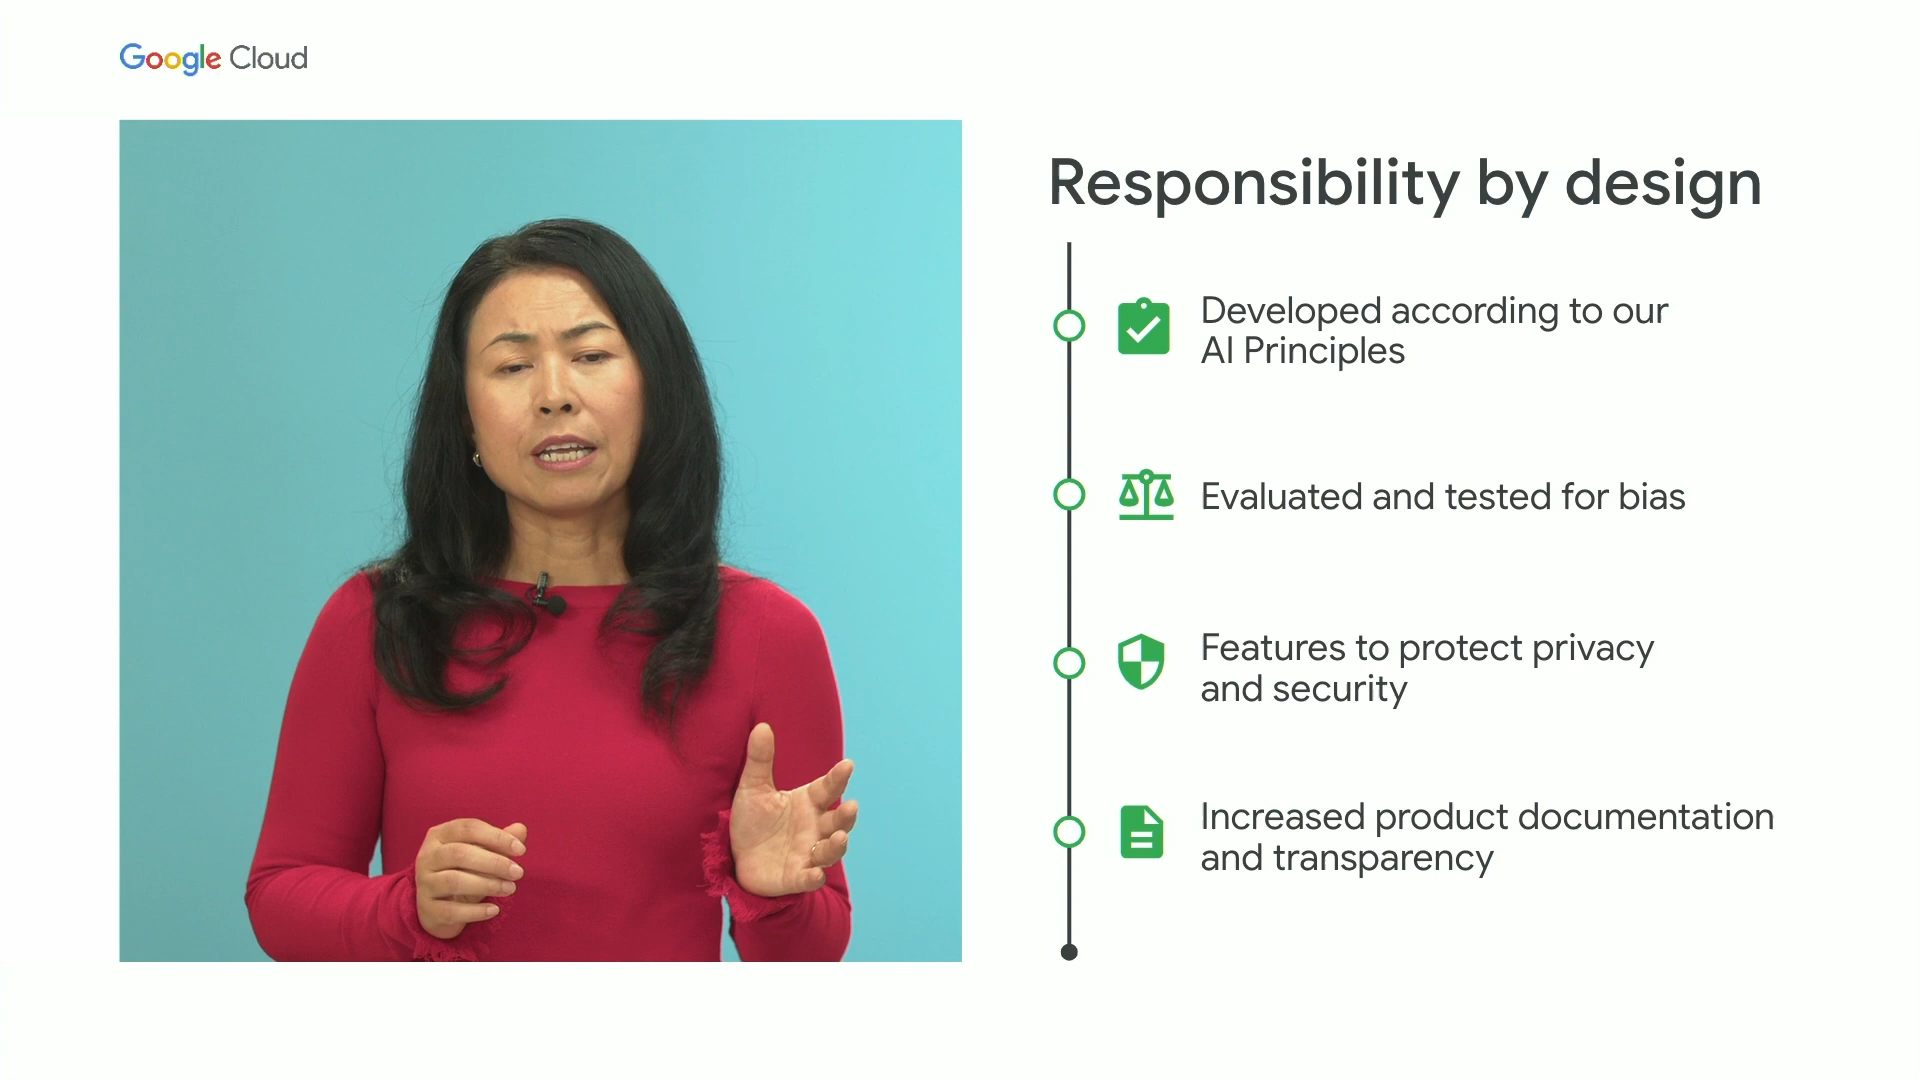 Google Cloud
Responsibility by design
Developed according to our
AI Principles
Evaluated and tested for bias
Features to protect privacy
and security
Increased product documentation
and transparency